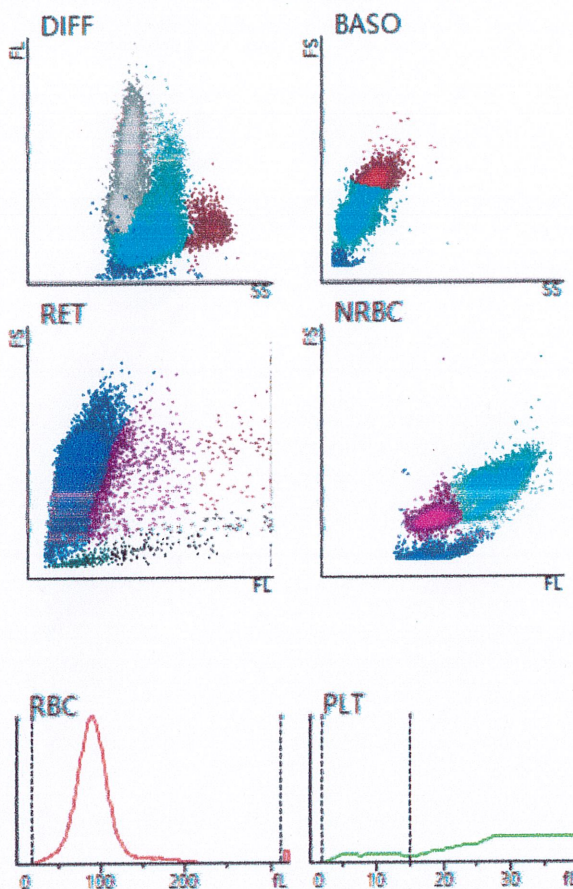 DIFF
FL
SS
BASO
FS
SS
RET
FS
FL
NRBC
FS
FL
RBC
0 100 200 fL
PLT
0 10 20 30